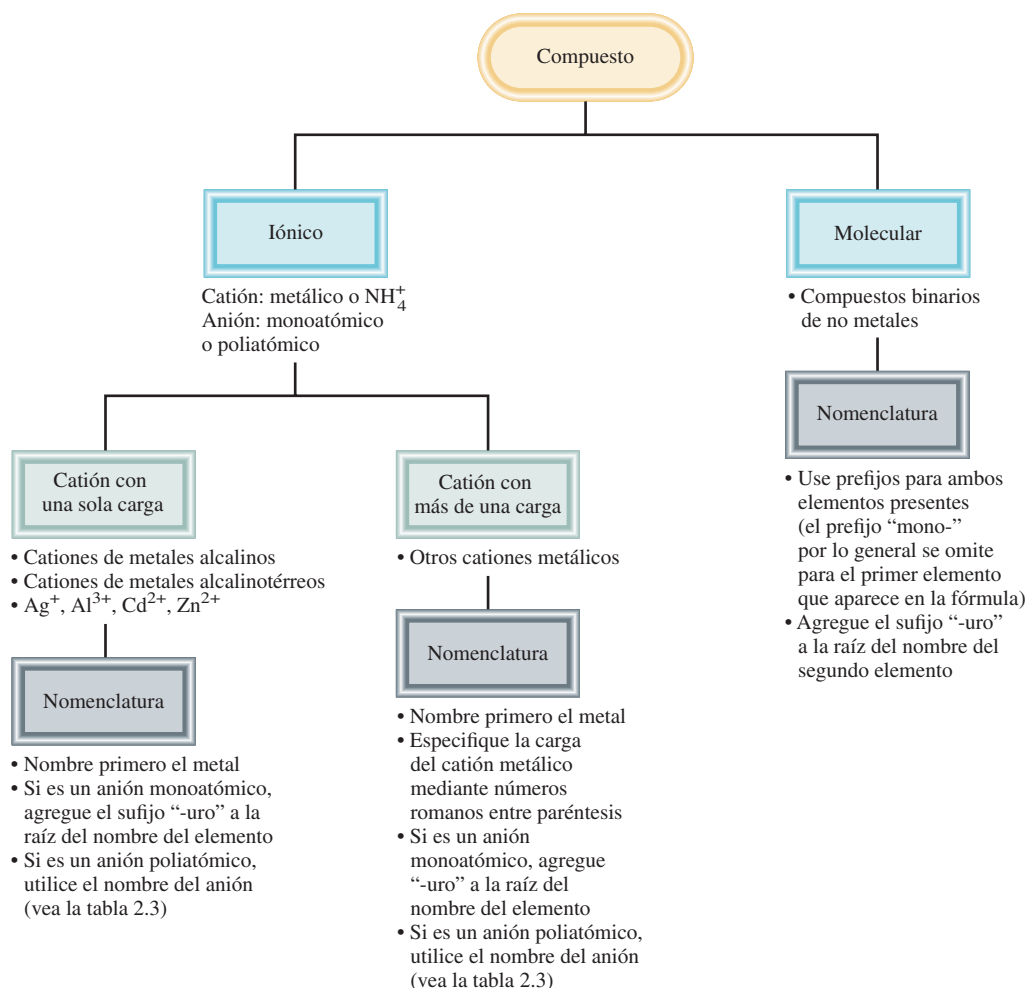 Compuesto
Iónico
Catión: metálico o NH₄⁺
Anión: monoatómico
o poliatómico
Catión con
una sola carga
• Cationes de metales alcalinos
• Cationes de metales alcalinotérreos
• Ag⁺, Al³⁺, Cd²⁺, Zn²⁺
Nomenclatura
• Nombre primero el metal
• Si es un anión monoatómico,
agregue el sufijo “-uro” a la
raíz del nombre del elemento
• Si es un anión poliatómico,
utilice el nombre del anión
(vea la tabla 2.3)
Catión con
más de una carga
• Otros cationes metálicos
Nomenclatura
• Nombre primero el metal
• Especifique la carga
del catión metálico
mediante números
romanos entre paréntesis
• Si es un anión
monoatómico, agregue
“-uro” a la raíz del
nombre del elemento
• Si es un anión poliatómico,
utilice el nombre del anión
(vea la tabla 2.3)
Molecular
• Compuestos binarios
de no metales
Nomenclatura
• Use prefijos para ambos
elementos presentes
(el prefijo “mono-”
por lo general se omite
para el primer elemento
que aparece en la fórmula)
• Agregue el sufijo “-uro”
a la raíz del nombre del
segundo elemento